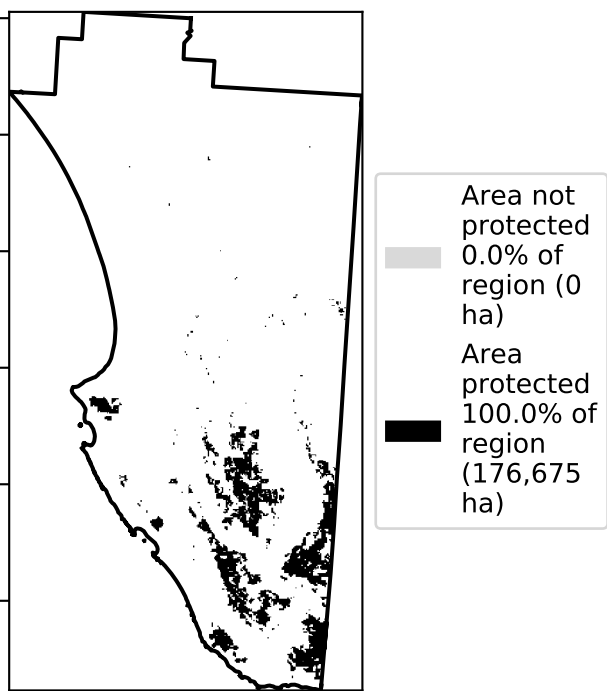 Area not
protected
0.0% of
region (0
ha)
Area
protected
100.0% of
region
(176,675
ha)